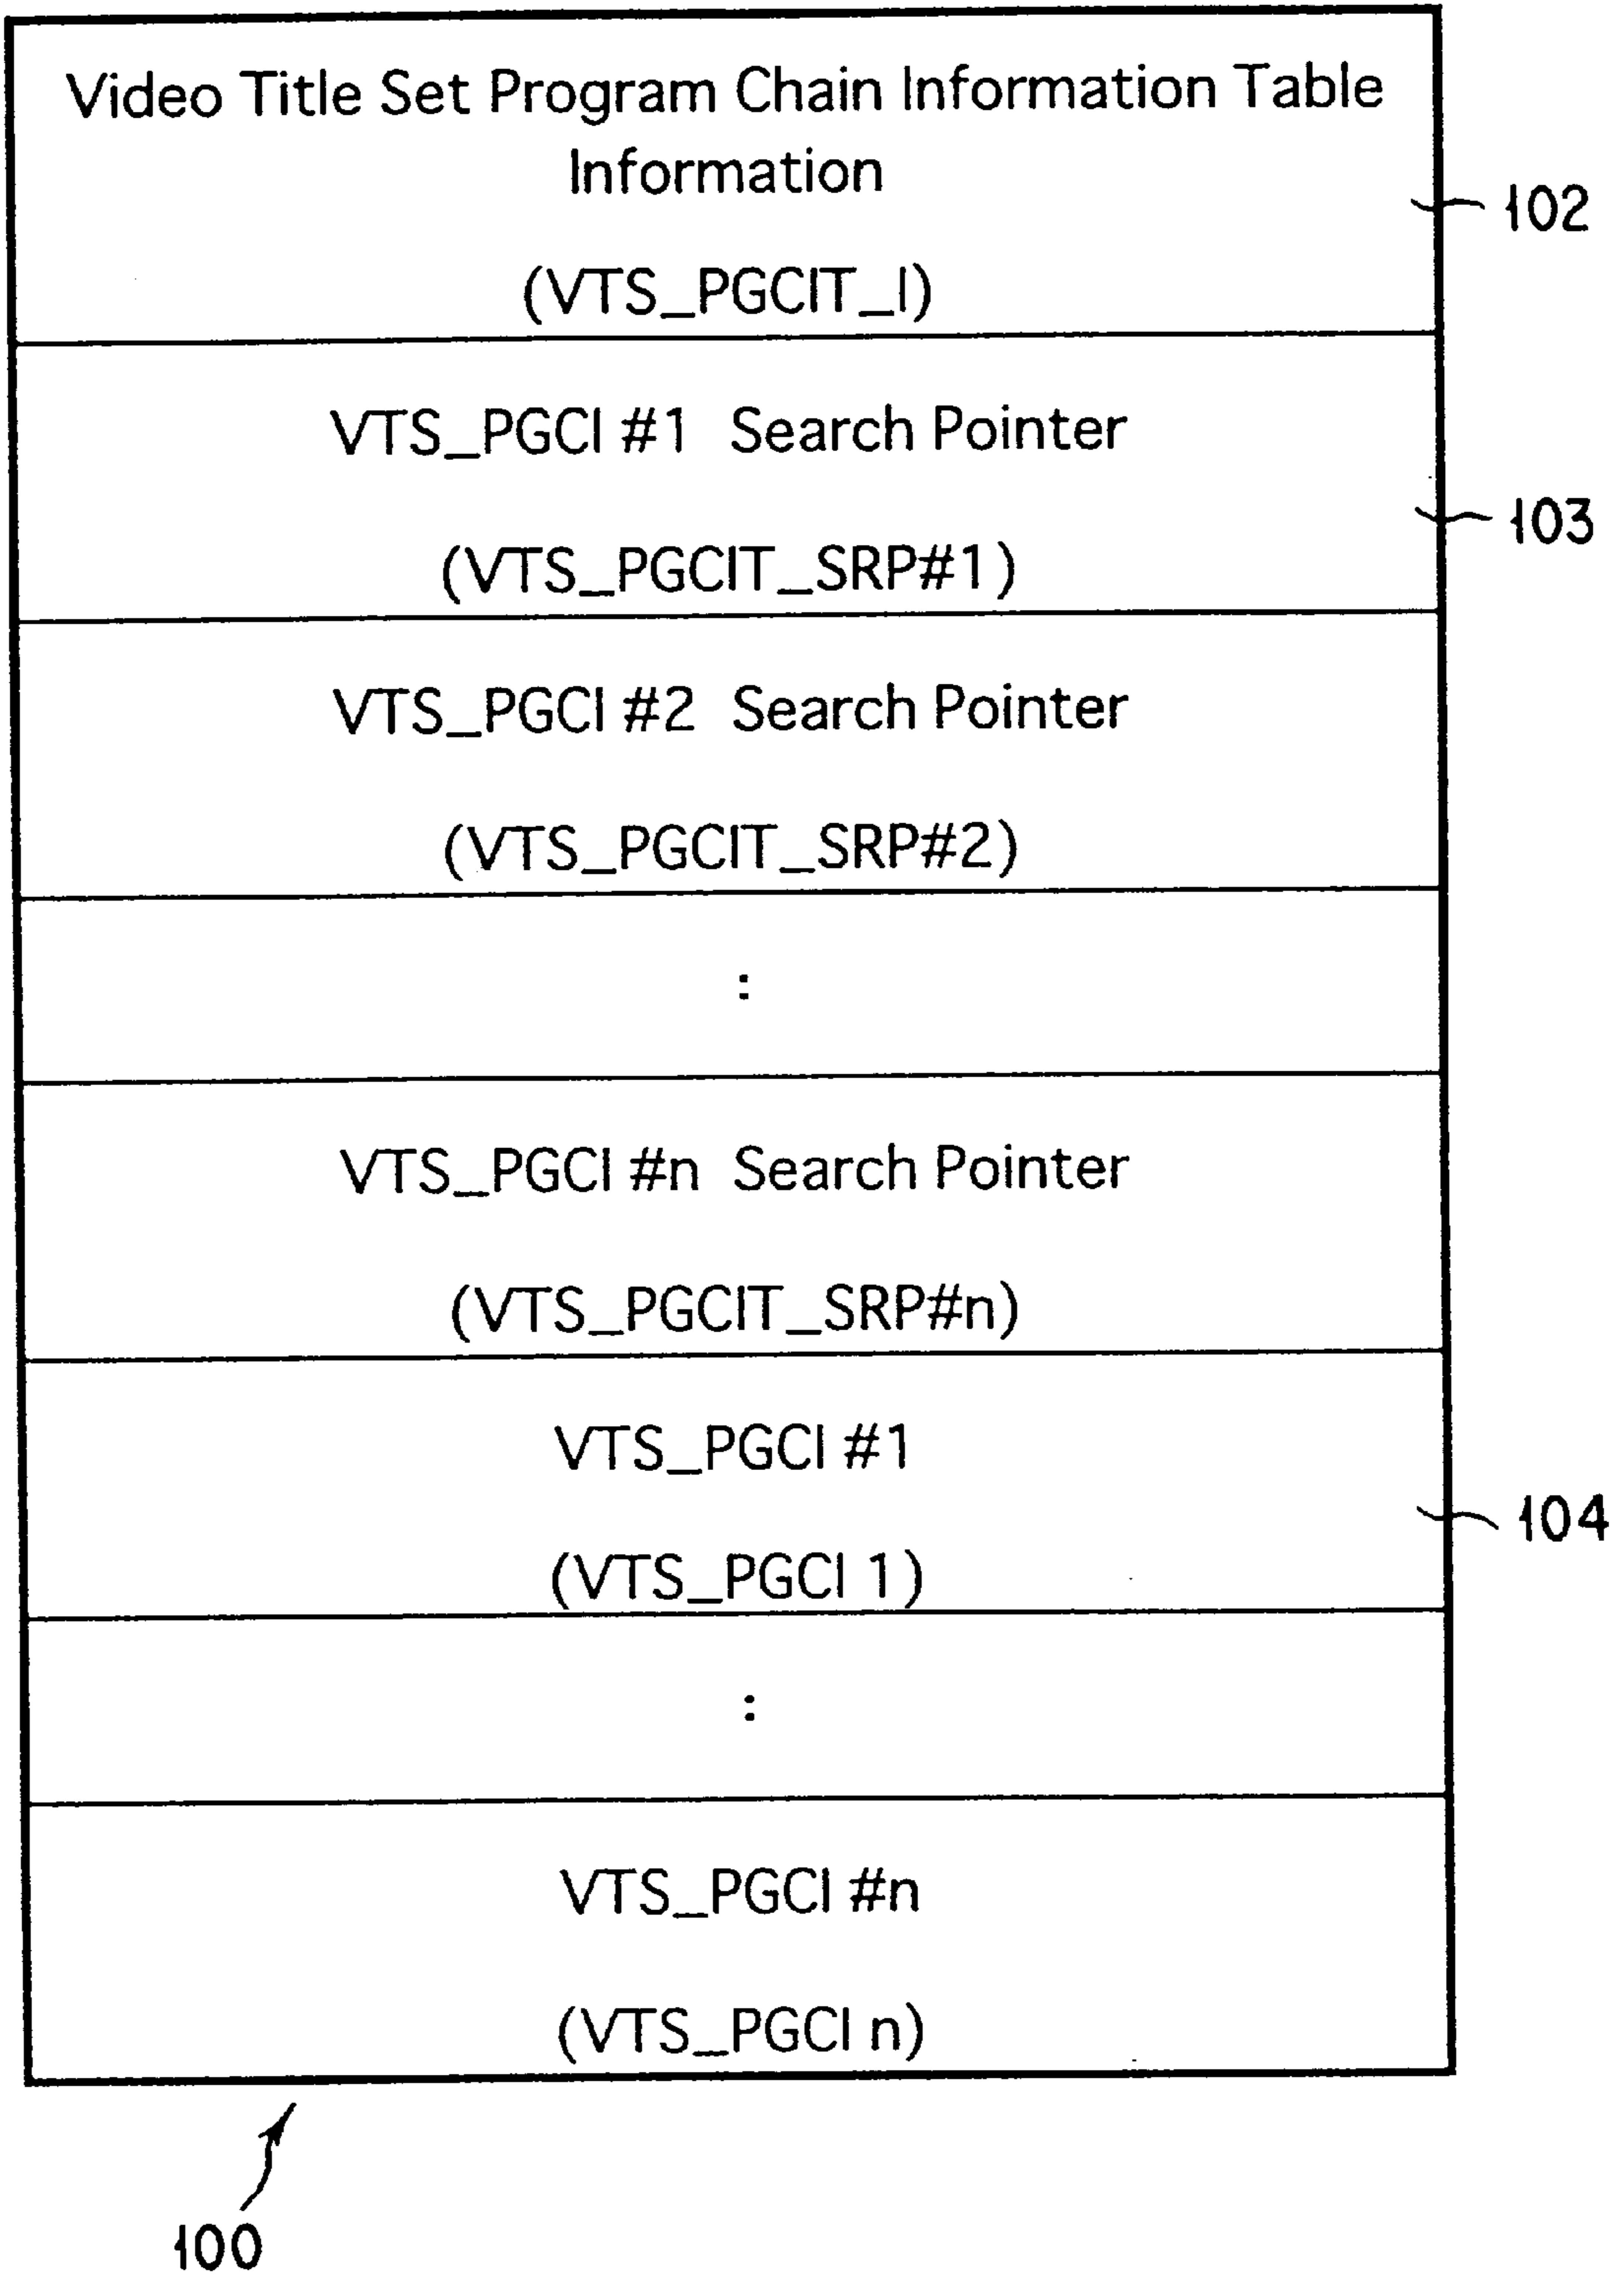 Video Title Set Program Chain Information Table
Information
(VTS_PGCIT_I)
102
VTS_PGCI #1 Search Pointer
103
(VTS_PGCIT_SRP#1)
VTS_PGCI #2 Search Pointer
(VTS_PGCIT_SRP#2)
:
VTS_PGCI #n Search Pointer
(VTS_PGCIT_SRP#n)
VTS_PGCI #1
104
(VTS_PGCI 1)
:
VTS_PGCI #n
(VTS_PGCI n)
100